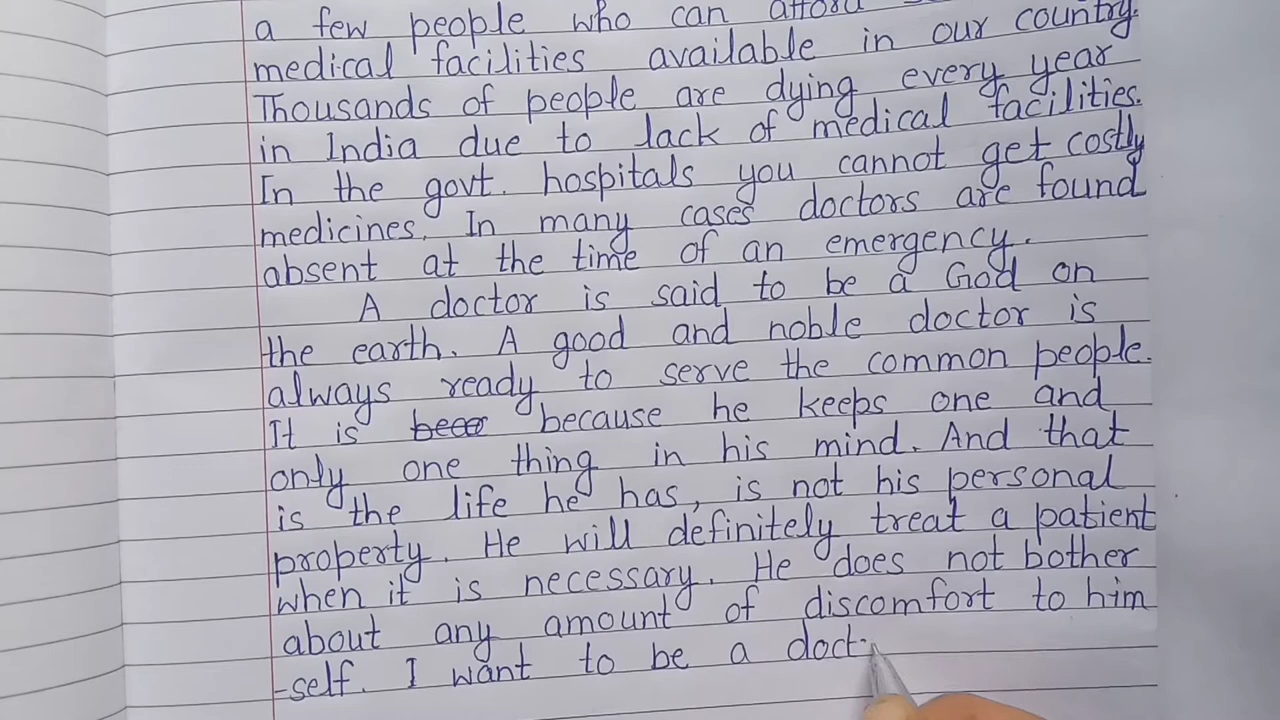 a few people who can afford
medical facilities available in our country.
Thousands of people are dying every year
in India due to lack of medical facilities.
In the govt. hospitals you cannot get costly
medicines. In many cases doctors are found
absent at the time of an emergency.
A doctor is said to be a God on
the earth. A good and noble doctor is
always ready to serve the common people.
It is because he keeps one and
only one thing in his mind. And that
is the life he has, is not his personal
property. He will definitely treat a patient
when it is necessary. He does not bother
about any amount of discomfort to him
-self. I want to be a doct